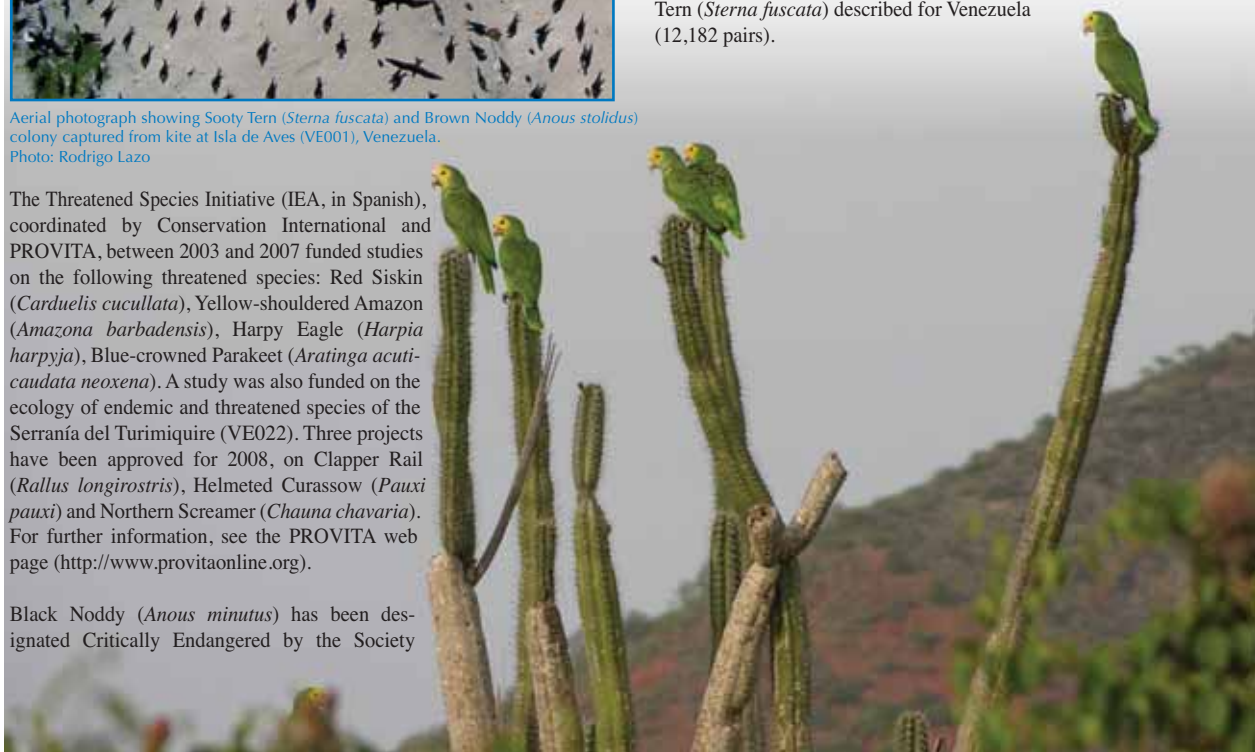 Aerial photograph showing Sooty Tern (Sterna fuscata) and Brown Noddy (Anous stolidus)
colony captured from kite at Isla de Aves (VE001), Venezuela.
Photo: Rodrigo Lazo
The Threatened Species Initiative (IEA, in Spanish),
coordinated by Conservation International and
PROVITA, between 2003 and 2007 funded studies
on the following threatened species: Red Siskin
(Carduelis cucullata), Yellow-shouldered Amazon
(Amazona barbadensis), Harpy Eagle (Harpia
harpyja), Blue-crowned Parakeet (Aratinga acuti-
caudata neoxena). A study was also funded on the
ecology of endemic and threatened species of the
Serranía del Turimiquire (VE022). Three projects
have been approved for 2008, on Clapper Rail
(Rallus longirostris), Helmeted Curassow (Pauxi
pauxi) and Northern Screamer (Chauna chavaria).
For further information, see the PROVITA web
page (http://www.provitaonline.org).
Black Noddy (Anous minutus) has been des-
ignated Critically Endangered by the Society
Tern (Sterna fuscata) described for Venezuela
(12,182 pairs).